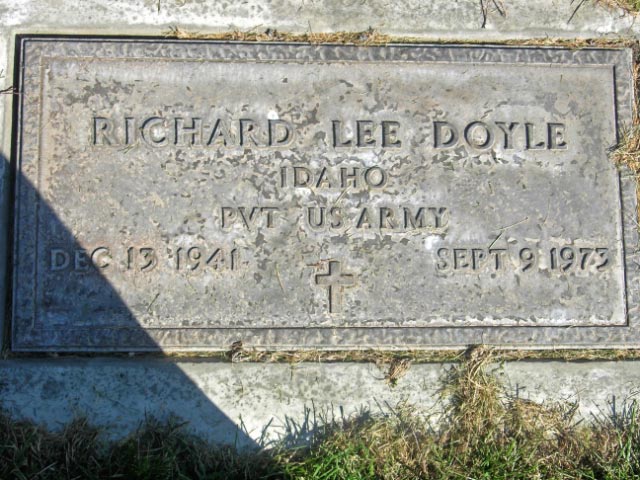 RICHARD LEE DOYLE
IDAHO
PVT US ARMY
DEC 13 1941 SEPT 9 1973